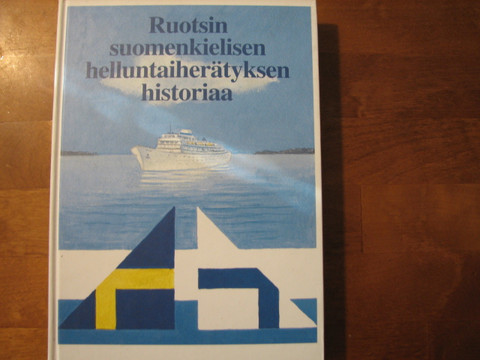 Ruotsin
suomenkielisen
helluntaiherätyksen
historiaa